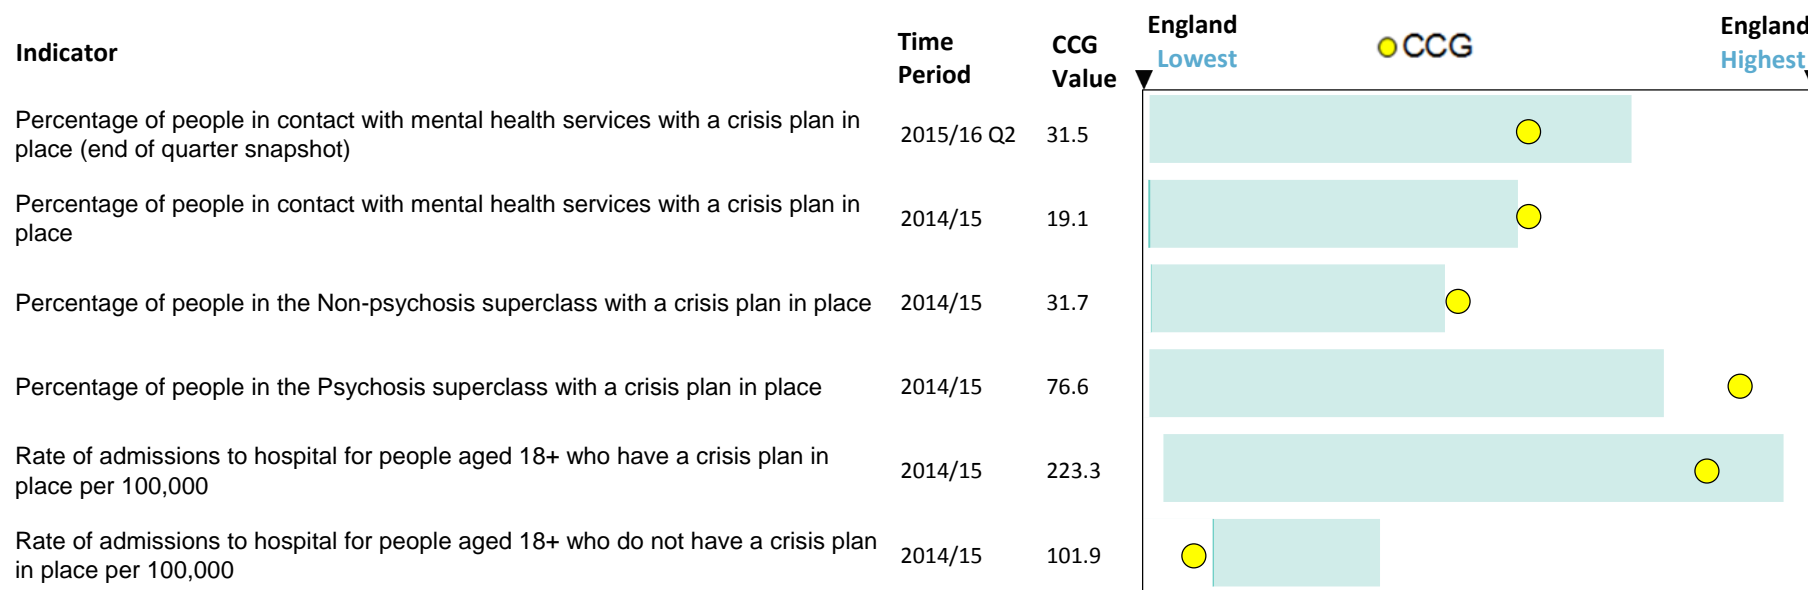 Indicator
Time
Period
CCG
Value
England
Lowest
CCG
England
Highest
Percentage of people in contact with mental health services with a crisis plan in
place (end of quarter snapshot)
2015/16 Q2
31.5
Percentage of people in contact with mental health services with a crisis plan in
place
2014/15
19.1
Percentage of people in the Non-psychosis superclass with a crisis plan in place
2014/15
31.7
Percentage of people in the Psychosis superclass with a crisis plan in place
2014/15
76.6
Rate of admissions to hospital for people aged 18+ who have a crisis plan in
place per 100,000
2014/15
223.3
Rate of admissions to hospital for people aged 18+ who do not have a crisis plan
in place per 100,000
2014/15
101.9